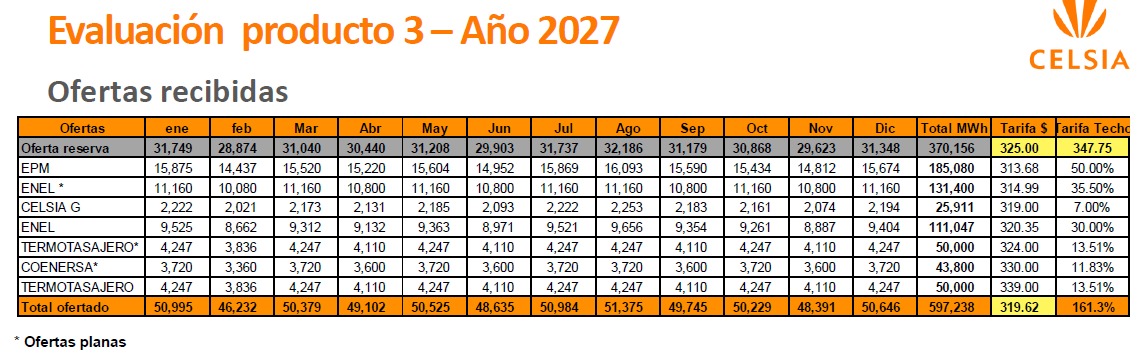 Evaluación producto 3 – Año 2027
CELSIA
Ofertas recibidas
Ofertas ene feb Mar Abr May Jun Jul Ago Sep Oct Nov Dic Total MWh Tarifa $ Tarifa Techo
Oferta reserva 31,749 28,874 31,040 30,440 31,208 29,903 31,737 32,186 31,179 30,868 29,623 31,348 370,156 325.00 347.75
EPM 15,875 14,437 15,520 15,220 15,604 14,952 15,869 16,093 15,590 15,434 14,812 15,674 185,080 313.68 50.00%
ENEL * 11,160 10,080 11,160 10,800 11,160 10,800 11,160 11,160 10,800 11,160 10,800 11,160 131,400 314.99 35.50%
CELSIA G 2,222 2,021 2,173 2,131 2,185 2,093 2,222 2,253 2,183 2,161 2,074 2,194 25,911 319.00 7.00%
ENEL 9,525 8,662 9,312 9,132 9,363 8,971 9,521 9,656 9,354 9,261 8,887 9,404 111,047 320.35 30.00%
TERMOTASAJERO* 4,247 3,836 4,247 4,110 4,247 4,110 4,247 4,247 4,110 4,247 4,110 4,247 50,000 324.00 13.51%
COENERSA* 3,720 3,360 3,720 3,600 3,720 3,600 3,720 3,720 3,600 3,720 3,600 3,720 43,800 330.00 11.83%
TERMOTASAJERO 4,247 3,836 4,247 4,110 4,247 4,110 4,247 4,247 4,110 4,247 4,110 4,247 50,000 339.00 13.51%
Total ofertado 50,995 46,232 50,379 49,102 50,525 48,635 50,984 51,375 49,745 50,229 48,391 50,646 597,238 319.62 161.3%
* Ofertas planas